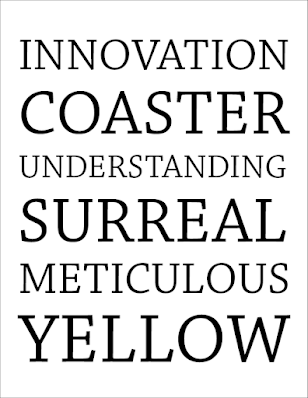 INNOVATION
COASTER
UNDERSTANDING
SURREAL
METICULOUS
YELLOW